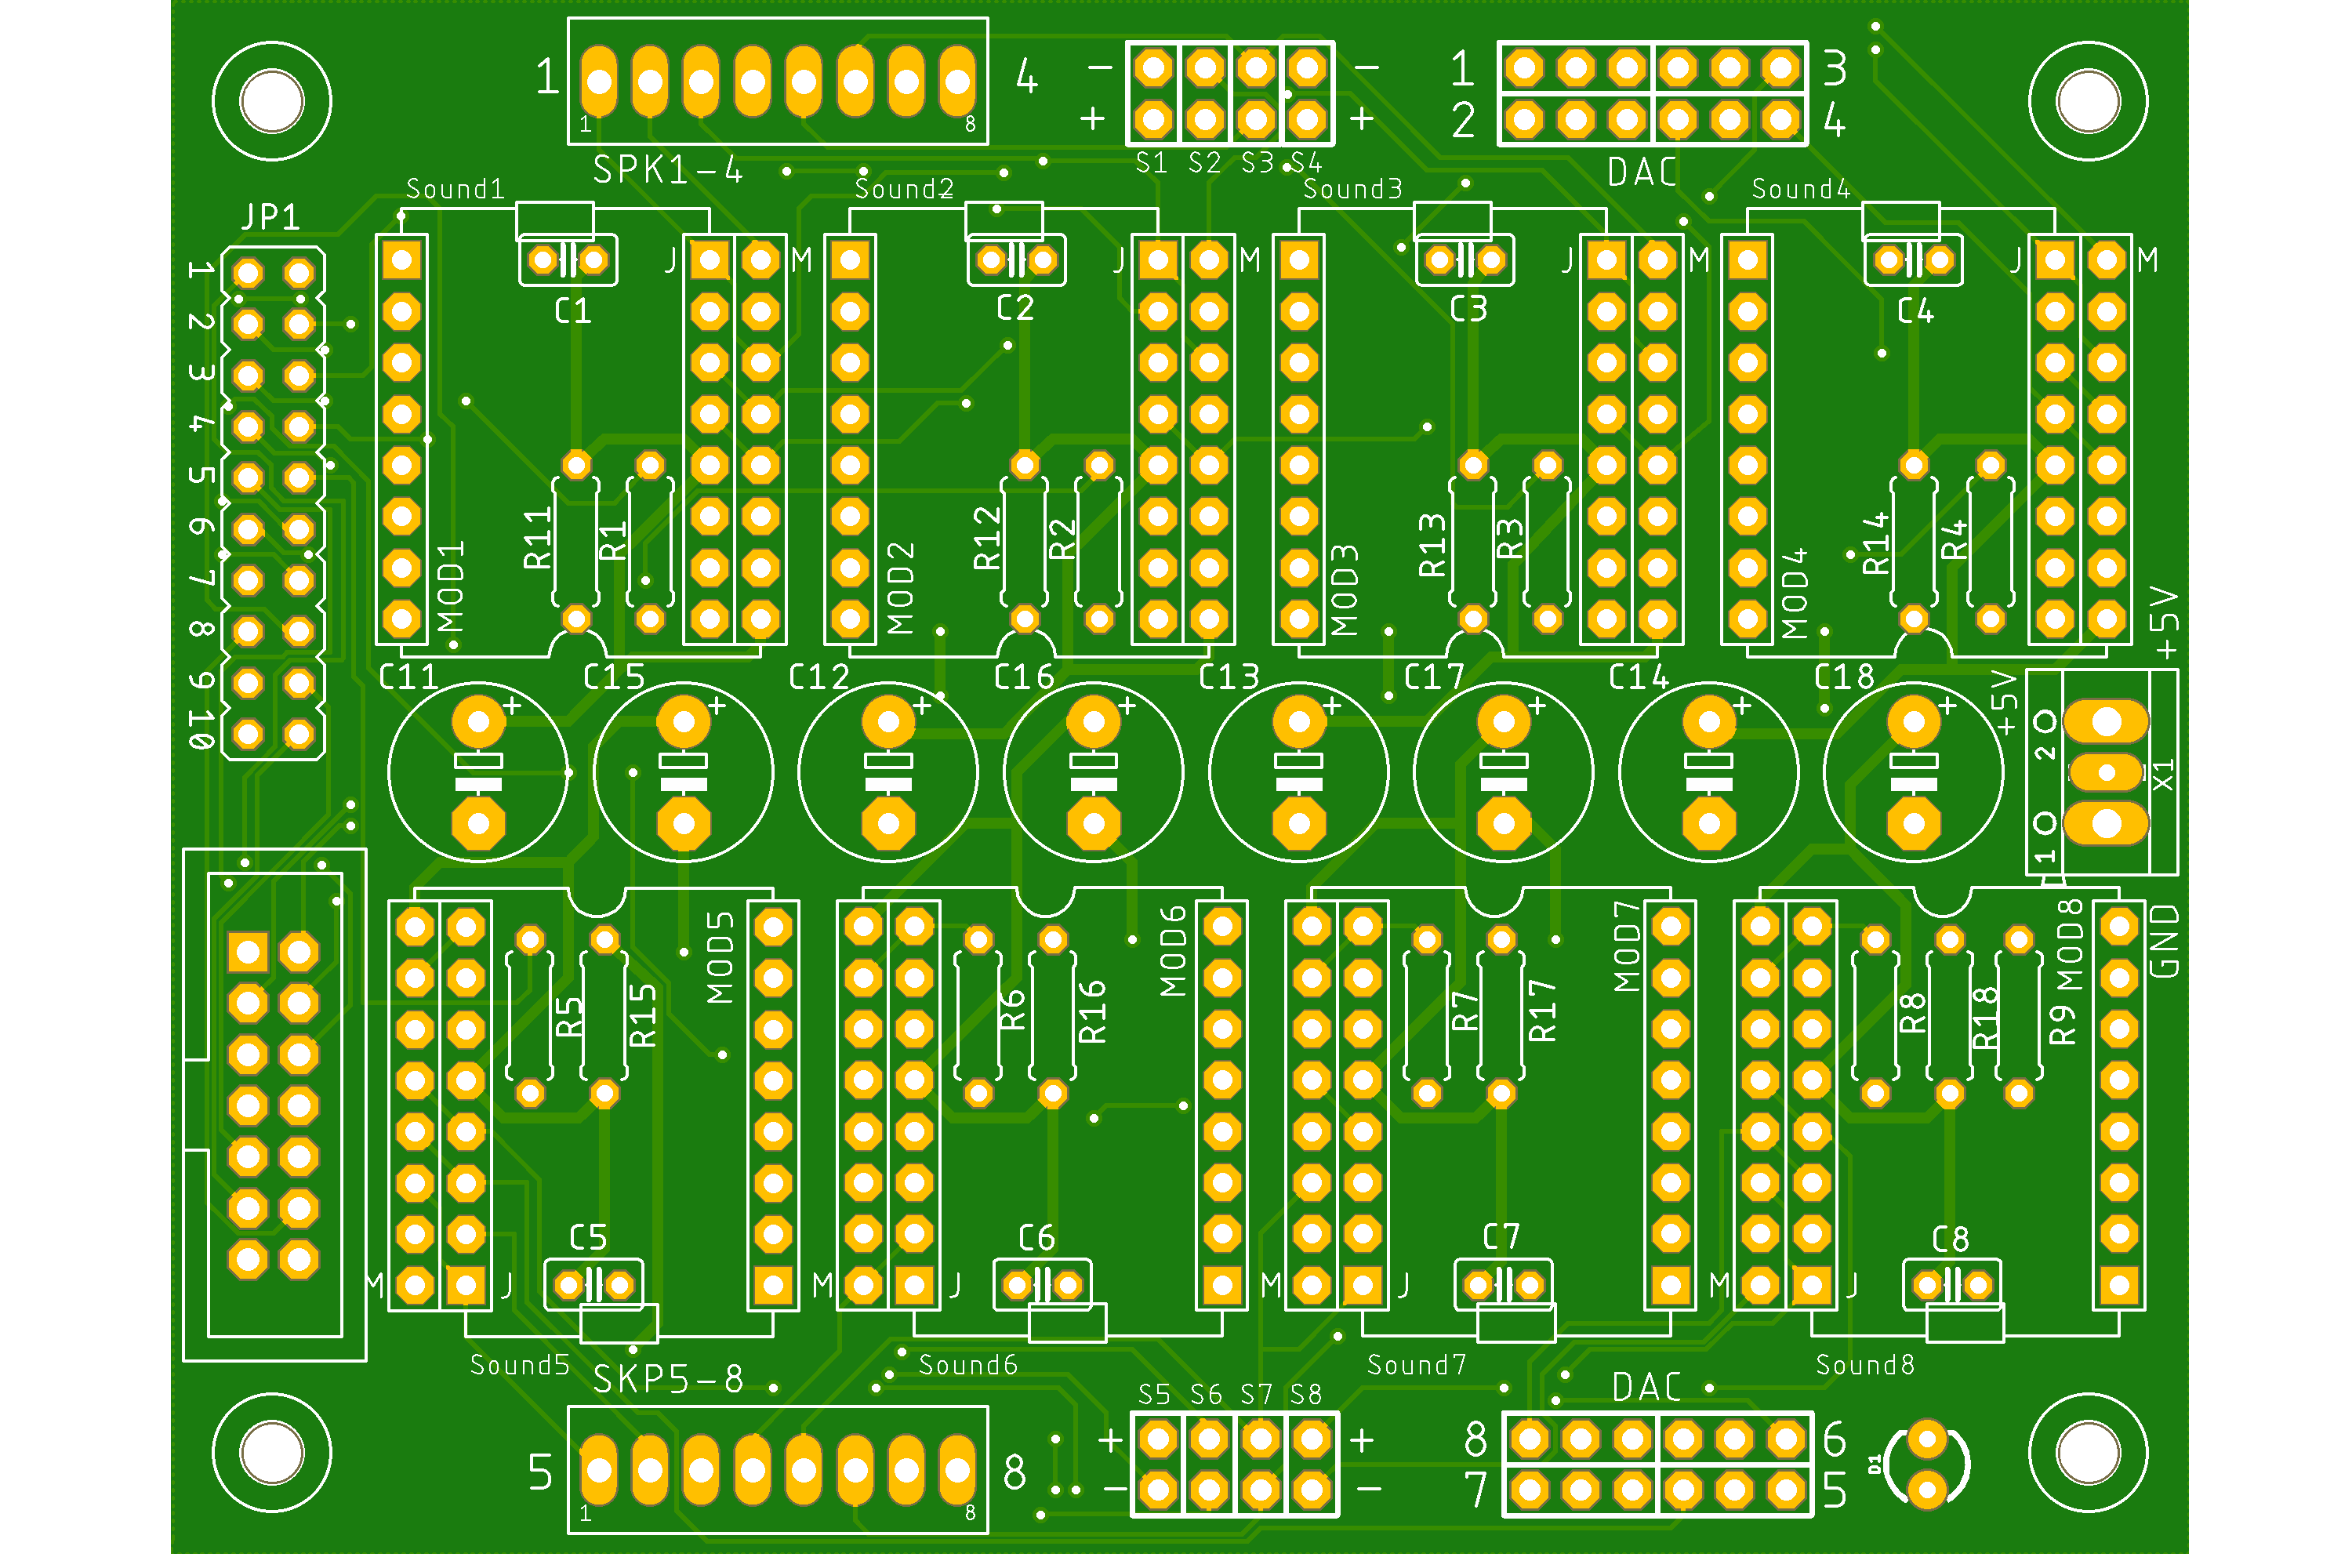 1
4
1
8
SPK1-4
-
-
+
+
S1 S2 S3 S4
1
3
2
4
DAC
Sound1
Sound2
Sound3
Sound4
JP1
1
2
3
4
5
6
7
8
9
10
J
M
J
M
J
M
J
M
C1
C2
C3
C4
MOD1
R11
R1
MOD2
R12
R2
MOD3
R13
R3
MOD4
R14
R4
+5V
C11
C15
C12
C16
C13
C17
C14
C18
+
+
+
+
+
+
+
+
+5V
2
1
X1
MOD5
MOD6
MOD7
MOD8
GND
R5
R15
R6
R16
R7
R17
R8
R18
R9
C5
C6
C7
C8
M
J
M
J
M
J
M
J
Sound5
Sound6
Sound7
Sound8
SKP5-8
DAC
S5 S6 S7 S8
5
8
1
8
+
+
-
-
8
6
7
5
D1